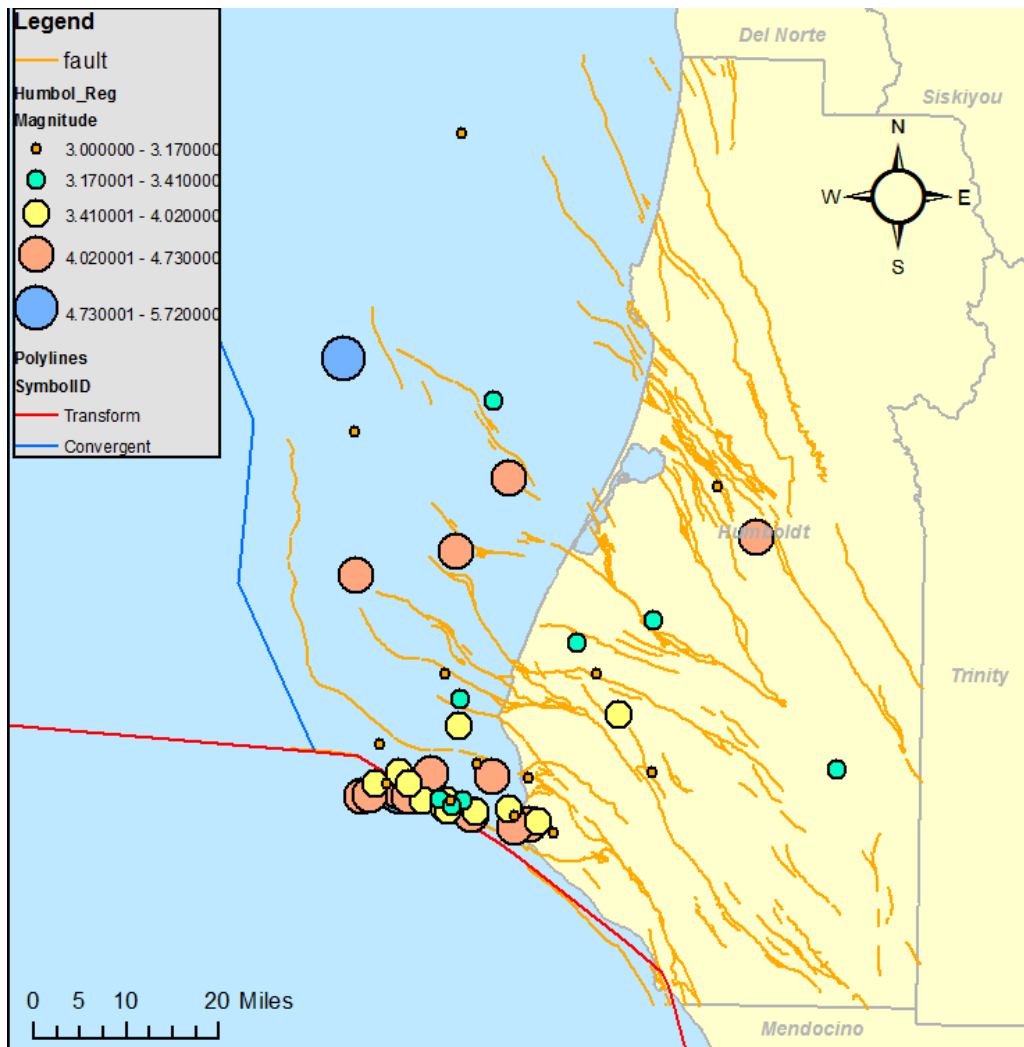 Legend
fault
Humbol_Reg
Magnitude
3.000000 - 3.170000
3.170001 - 3.410000
3.410001 - 4.020000
4.020001 - 4.730000
4.730001 - 5.720000
Polylines
SymbolID
Transform
Convergent
Del Norte
Siskiyou
N
W E
S
Humboldt
Trinity
Mendocino
0 5 10 20 Miles